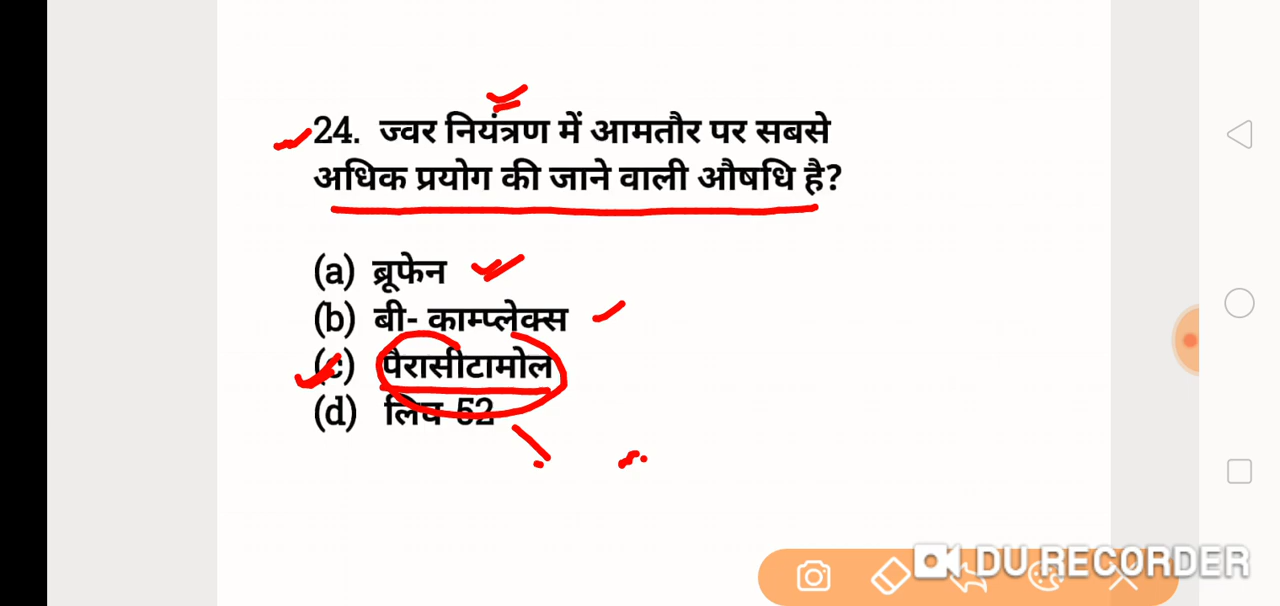 24. ज्वर नियंत्रण में आमतौर पर सबसे
अधिक प्रयोग की जाने वाली औषधि है?
(a) ब्रूफेन
(b) बी- काम्प्लेक्स
(c) पैरासीटामोल
(d) लिव 52
DU RECORDER